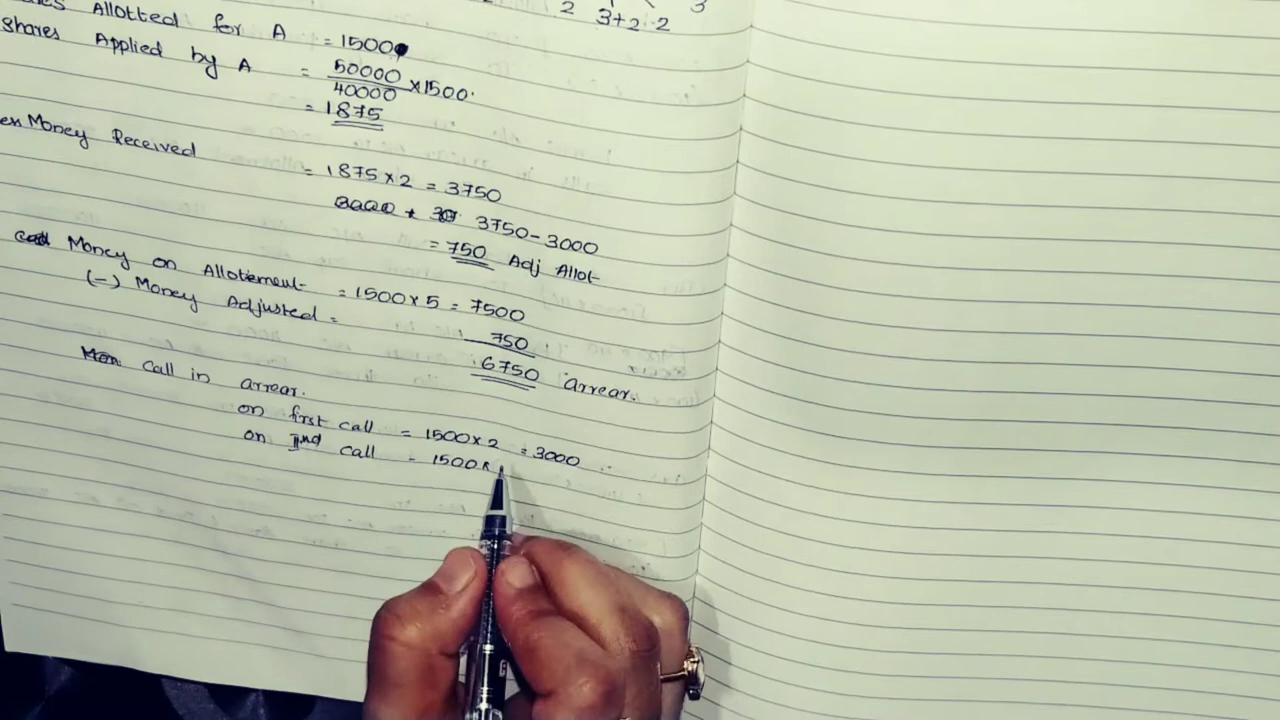 2 3+2 2 3
Allotted for A = 1500
shares Applied by A = 50000/40000 × 1500
= 1875
Money Received = 1875 × 2 = 3750
3750 - 3000
= 750 Adj Allot
Money on Allotement = 1500 × 5 = 7500
(-) Money Adjusted = 750
6750 Arrear.
Call in arrear.
on first call = 1500 × 2 = 3000
on IInd call = 1500 ×